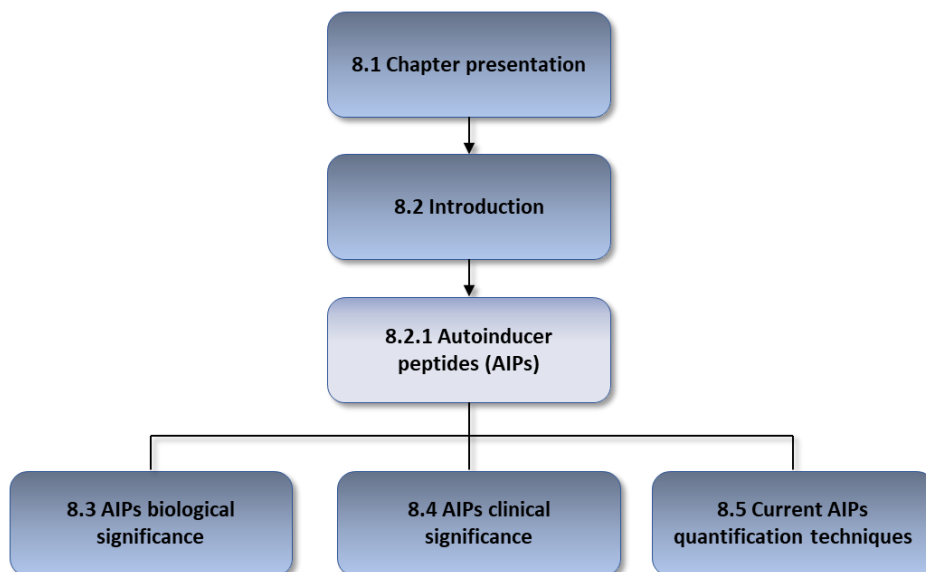 8.1 Chapter presentation
8.2 Introduction
8.2.1 Autoinducer
peptides (AIPs)
8.3 AIPs biological
significance
8.4 AIPs clinical
significance
8.5 Current AIPs
quantification techniques